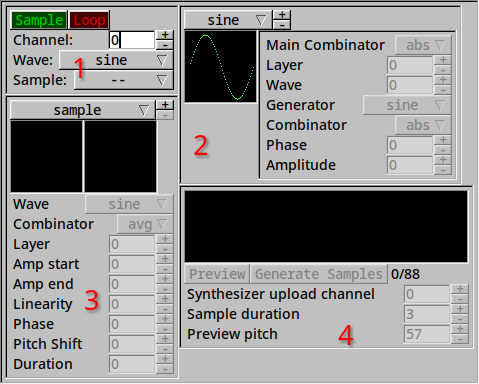 Sample Loop
Channel: 0 + -
Wave: sine
Sample: --
1
sample + -
Wave sine
Combinator avg
Layer 0 + -
Amp start 0 + -
Amp end 0 + -
Linearity 0 + -
3
Phase 0 + -
Pitch Shift 0 + -
Duration 0 + -
sine + -
2
Main Combinator abs
Layer 0 + -
Wave 0 + -
Generator sine
Combinator abs
Phase 0 + -
Amplitude 0 + -
Preview Generate Samples 0/88
Synthesizer upload channel 0 + -
Sample duration 3 + -
Preview pitch 57 + -
4